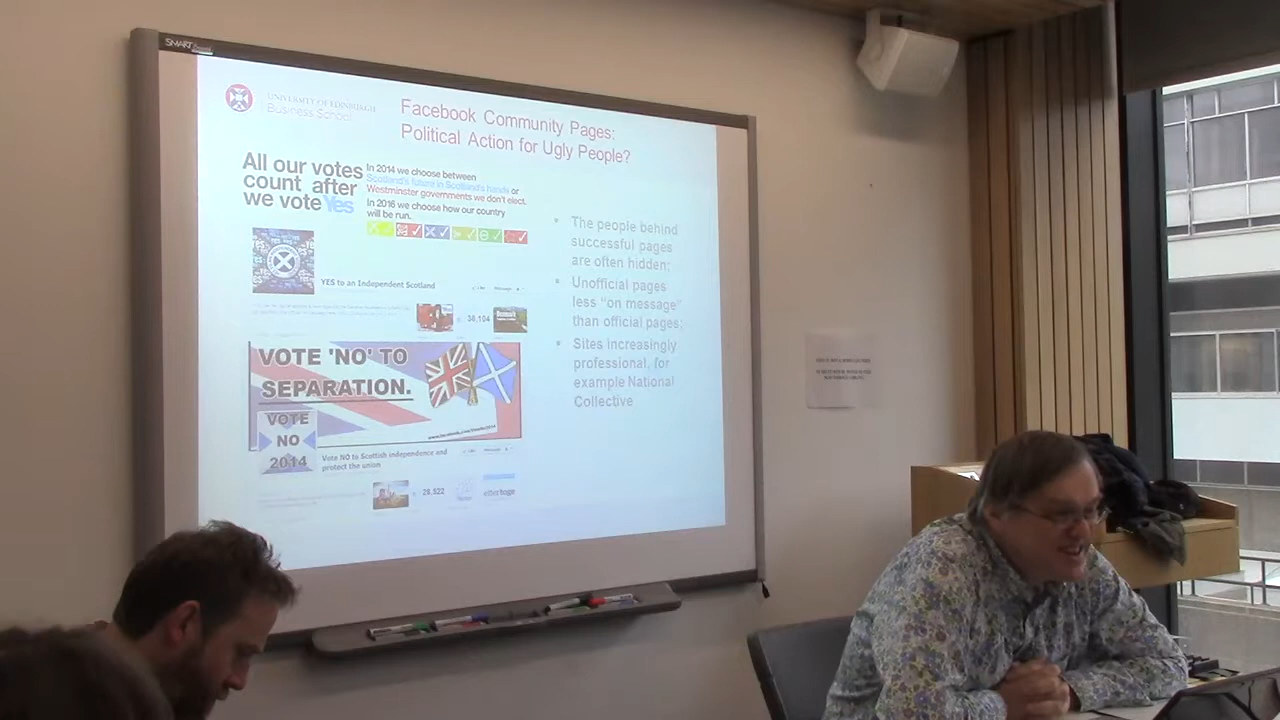 SMART
UNIVERSITY OF EDINBURGH
Business School
Facebook Community Pages:
Political Action for Ugly People?
All our votes
count after
we vote Yes
In 2014 we choose between
Scotland's future in Scotland's hands or
Westminster governments we don't elect.
In 2016 we choose how our country
will be run.
YES to an Independent Scotland
Like
Message
38,104
VOTE 'NO' TO
SEPARATION.
VOTE
NO
2014
Vote NO to Scottish independence and
protect the union
Like
Message
28,522
The people behind
successful pages
are often hidden;
Unofficial pages
less "on message"
than official pages;
Sites increasingly
professional, for
example National
Collective